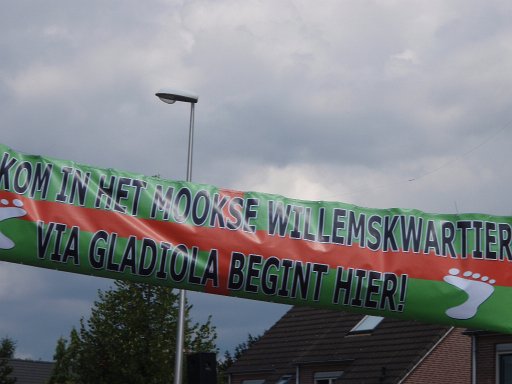 KOM IN HET MOOKSE WILLEMSKWARTIER
VIA GLADIOLA BEGINT HIER!